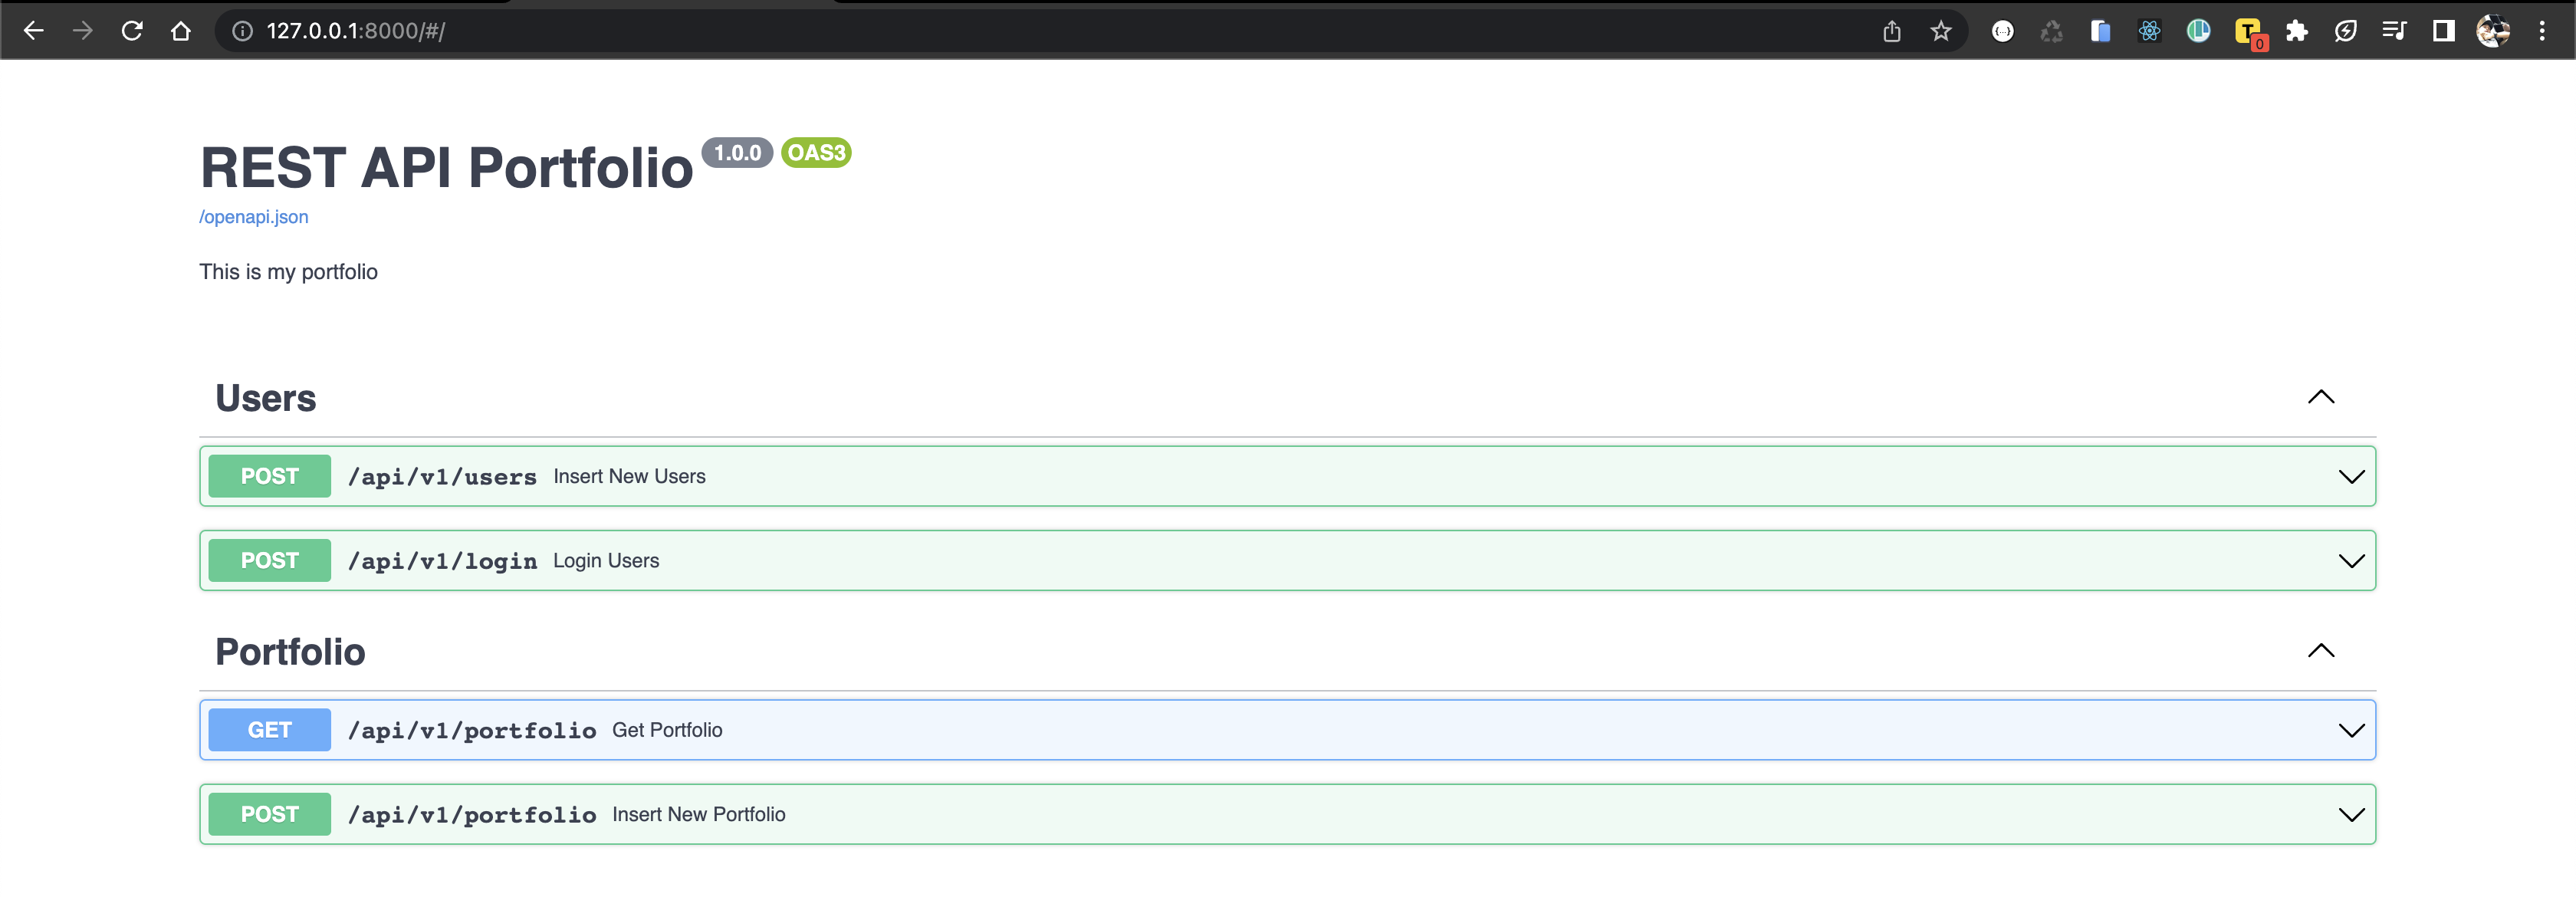 127.0.0.1:8000/#/
T
0
REST API Portfolio 1.0.0 OAS3
/openapi.json
This is my portfolio
Users
POST /api/v1/users Insert New Users
POST /api/v1/login Login Users
Portfolio
GET /api/v1/portfolio Get Portfolio
POST /api/v1/portfolio Insert New Portfolio